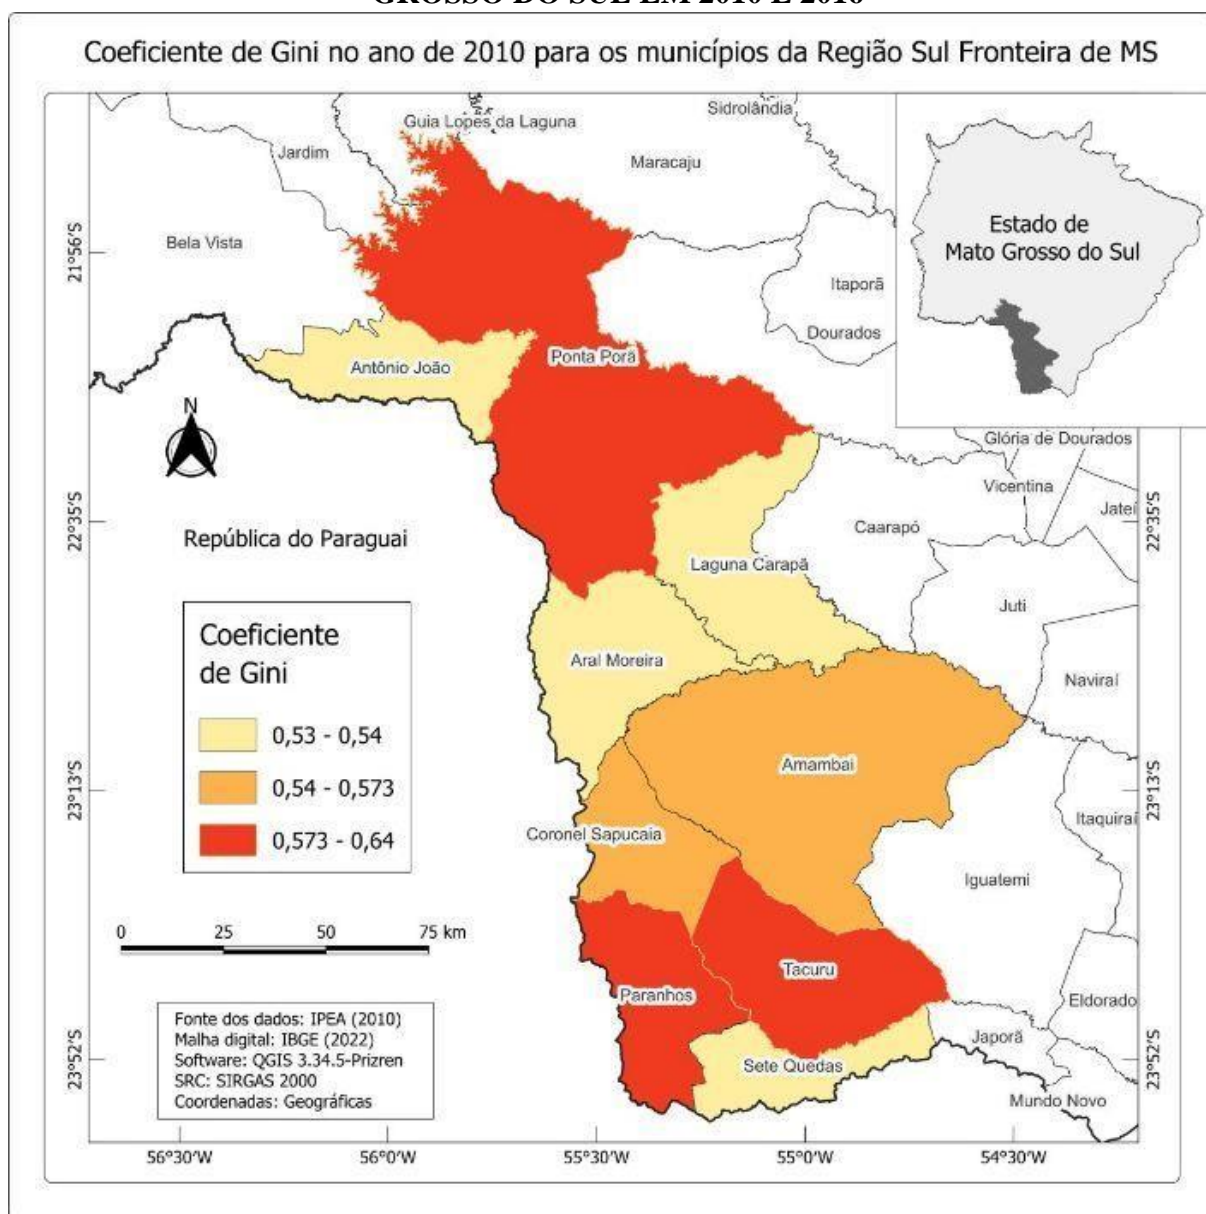 GROSSO DO SUL EM 2010 E 2018
Coeficiente de Gini no ano de 2010 para os municípios da Região Sul Fronteira de MS
Sidrolândia
Guia Lopes da Laguna
Jardim
Maracaju
Estado de
Mato Grosso do Sul
Bela Vista
21°56'S
Itaporã
Dourados
Ponta Porã
Antônio João
N
Glória de Dourados
Vicentina
Jateí
22°35'S
22°35'S
Caarapó
República do Paraguai
Laguna Carapã
Juti
Coeficiente
de Gini
0,53 - 0,54
0,54 - 0,573
0,573 - 0,64
Aral Moreira
Naviraí
Amambai
23°13'S
23°13'S
Itaquiraí
Coronel Sapucaia
Iguatemi
0 25 50 75 km
Tacuru
Paranhos
Eldorado
Fonte dos dados: IPEA (2010)
Malha digital: IBGE (2022)
Software: QGIS 3.34.5-Prizren
SRC: SIRGAS 2000
Coordenadas: Geográficas
Japorã
23°52'S
23°52'S
Sete Quedas
Mundo Novo
56°30'W 56°0'W 55°30'W 55°0'W 54°30'W